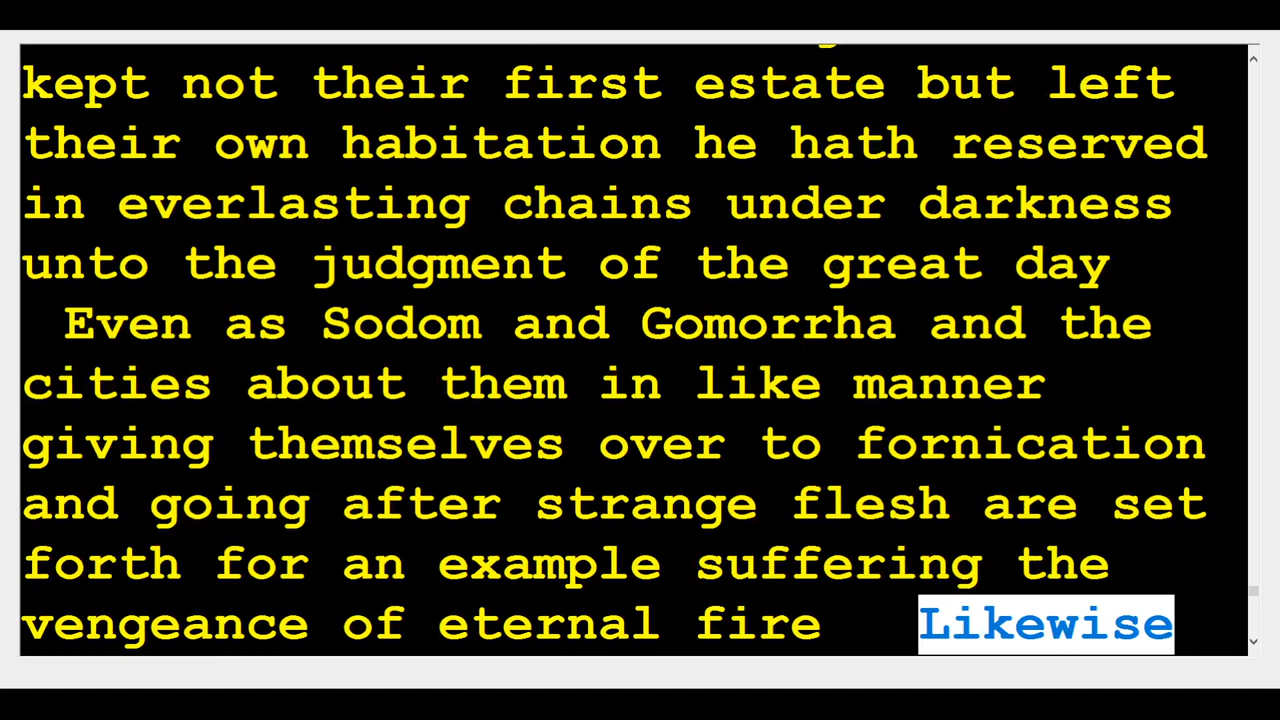 kept not their first estate but left
their own habitation he hath reserved
in everlasting chains under darkness
unto the judgment of the great day
Even as Sodom and Gomorrha and the
cities about them in like manner
giving themselves over to fornication
and going after strange flesh are set
forth for an example suffering the
vengeance of eternal fire Likewise